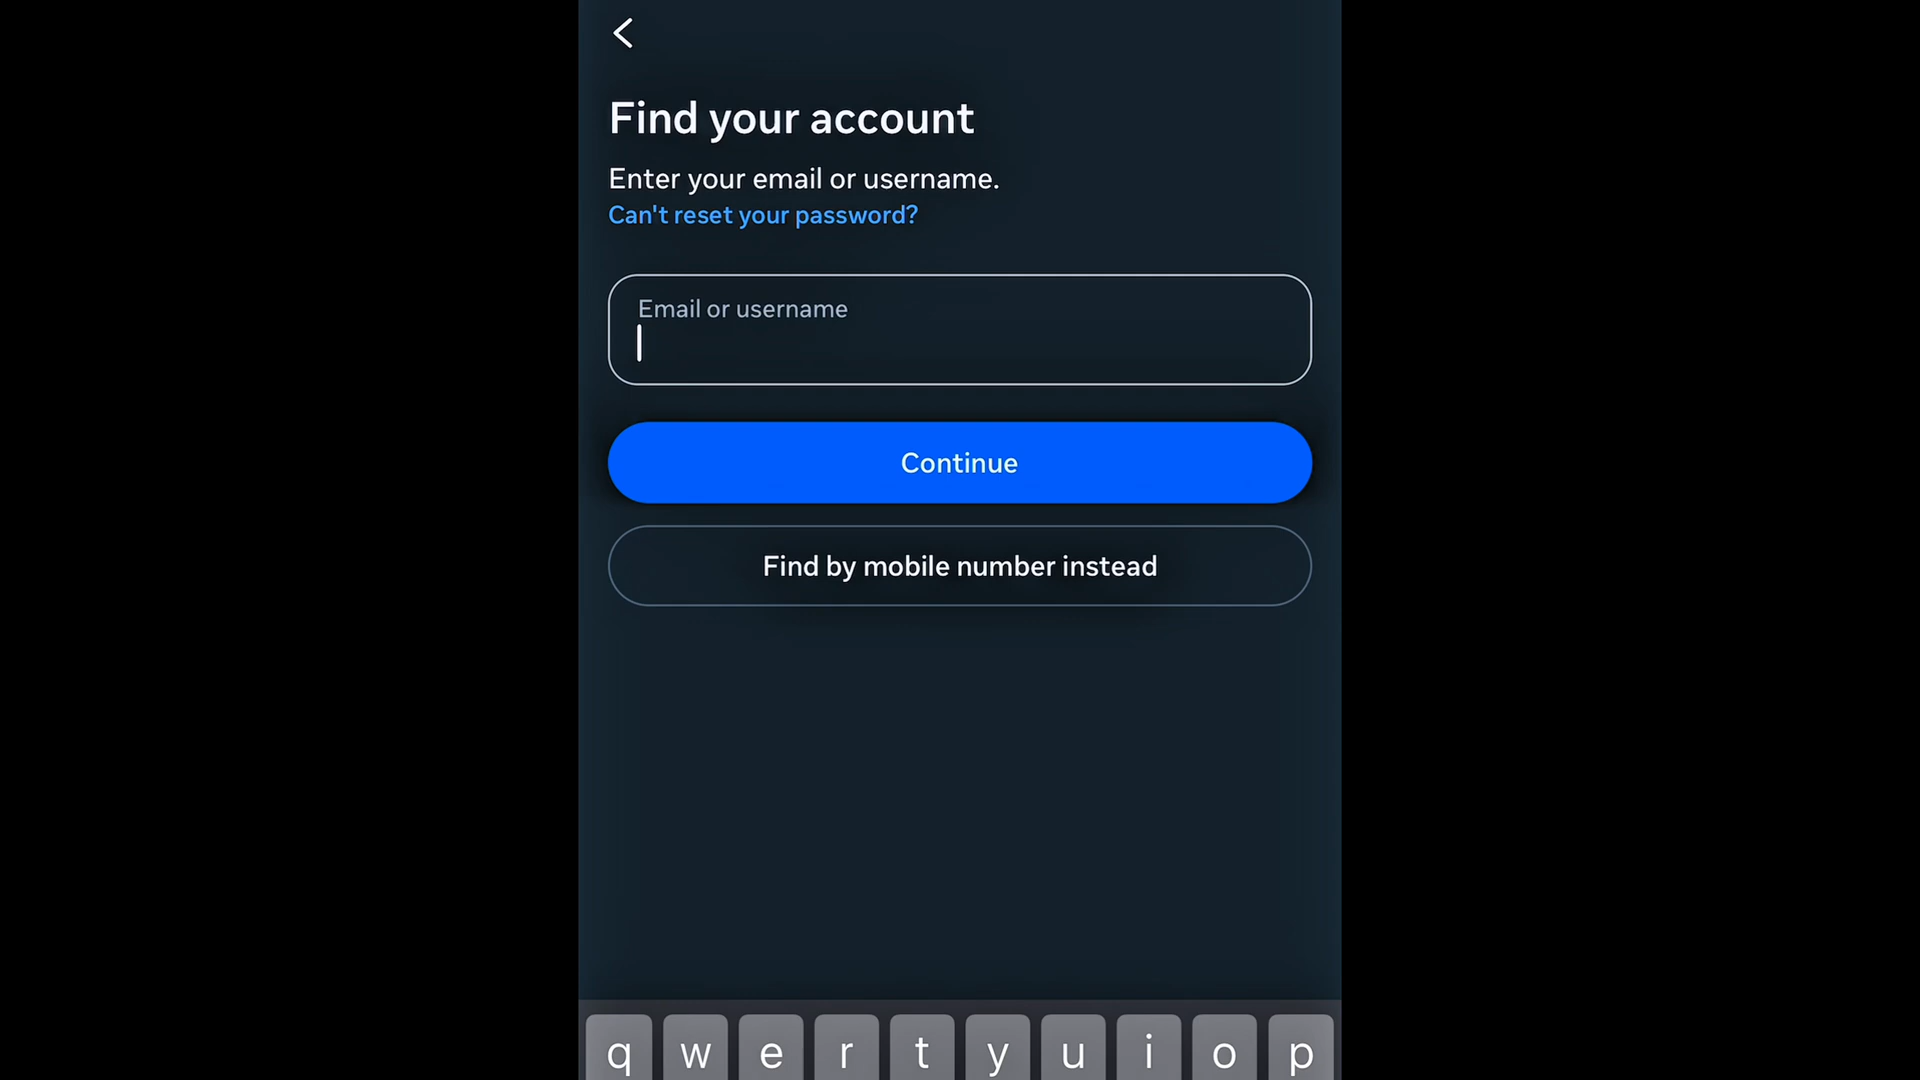 Find your account
Enter your email or username.
Can't reset your password?
Email or username
Continue
Find by mobile number instead
q w e r t y u i o p